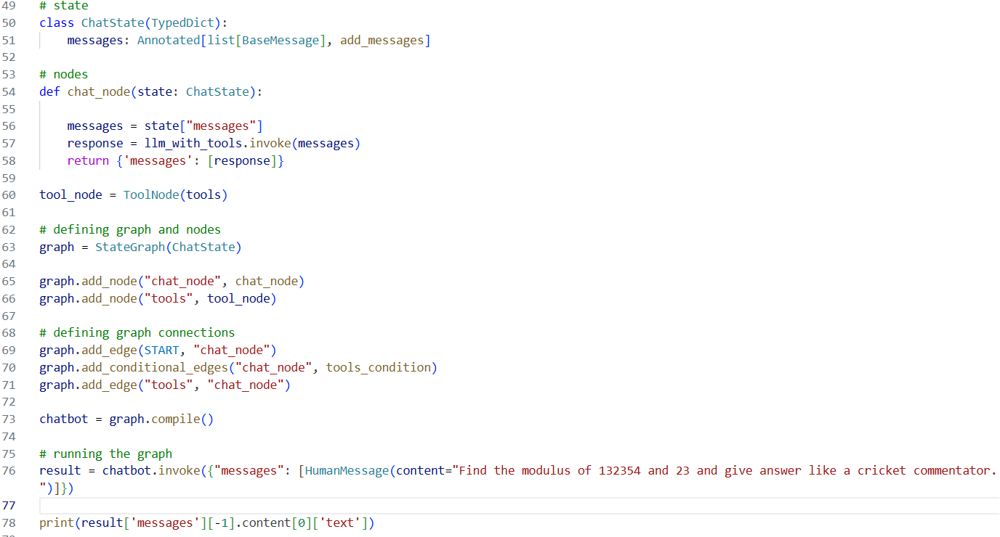 49 # state
50 class ChatState(TypedDict):
51     messages: Annotated[list[BaseMessage], add_messages]
52
53 # nodes
54 def chat_node(state: ChatState):
55
56     messages = state["messages"]
57     response = llm_with_tools.invoke(messages)
58     return {'messages': [response]}
59
60 tool_node = ToolNode(tools)
61
62 # defining graph and nodes
63 graph = StateGraph(ChatState)
64
65 graph.add_node("chat_node", chat_node)
66 graph.add_node("tools", tool_node)
67
68 # defining graph connections
69 graph.add_edge(START, "chat_node")
70 graph.add_conditional_edges("chat_node", tools_condition)
71 graph.add_edge("tools", "chat_node")
72
73 chatbot = graph.compile()
74
75 # running the graph
76 result = chatbot.invoke({"messages": [HumanMessage(content="Find the modulus of 132354 and 23 and give answer like a cricket commentator.
")]})
77
78 print(result['messages'][-1].content[0]['text'])